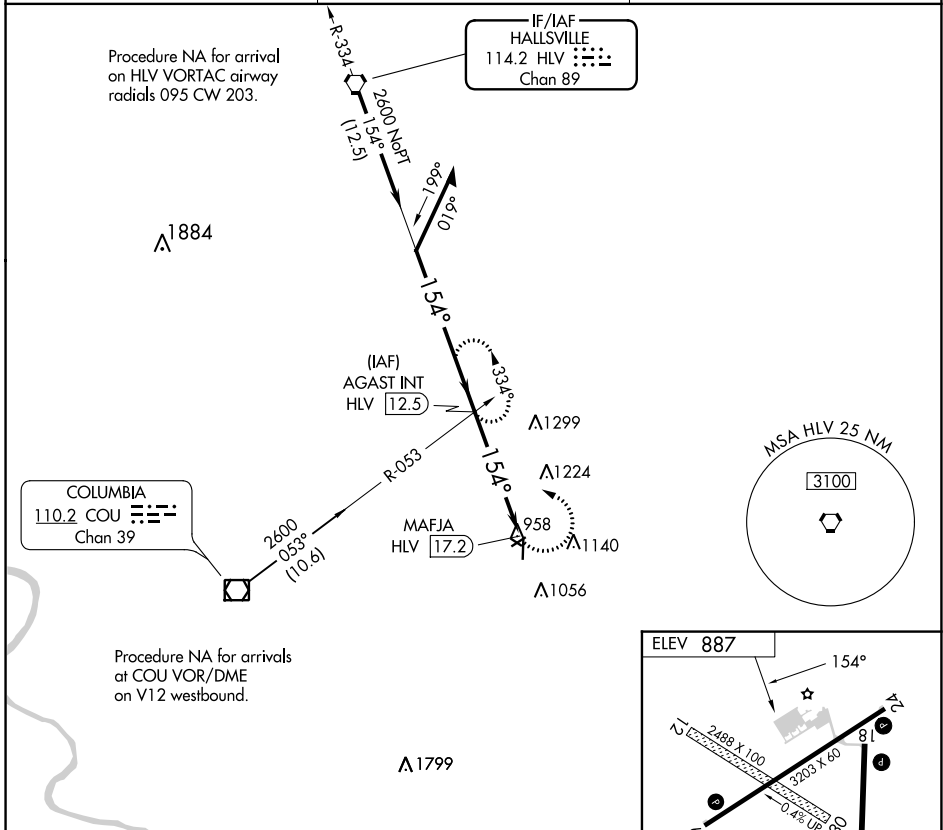 IF/IAF
HALLSVILLE
114.2 HLV
Chan 89
R-334
Procedure NA for arrival
on HLV VORTAC airway
radials 095 CW 203.
2600 NoPT
154°
(12.5)
199°
019°
1884
154°
(IAF)
AGAST INT
HLV 12.5
334°
1299
MSA HLV 25 NM
3100
R-053
154°
1224
COLUMBIA
110.2 COU
Chan 39
2600
053°
(10.6)
MAFJA
HLV 17.2
958
1140
1056
Procedure NA for arrivals
at COU VOR/DME
on V12 westbound.
ELEV 887
154°
24
12
2488 X 100
18
P
P
3203 X 60
1799
P
0.4% UP
30